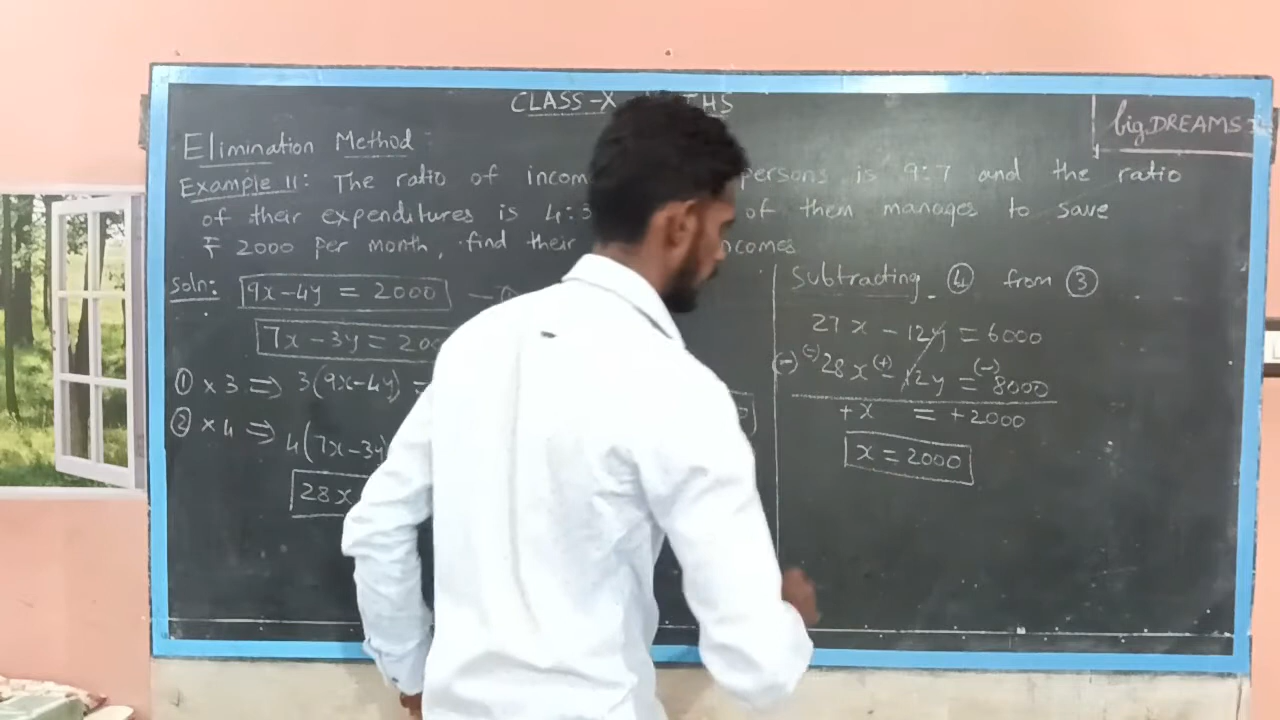 CLASS-X THS
big.DREAMS
Elimination Method
Example 11: The ratio of incom persons is 9:7 and the ratio
of their expenditures is 4:3 of them manages to save
₹ 2000 per month, find their incomes
Soln: 9x-4y = 2000
7x-3y=200
① x 3 ⇒ 3(9x-4y) =
② x 4 ⇒ 4(7x-3y)
28x
Subtracting ④ from ③
27x - 12y = 6000
(-) (-) 28x (+) - 12y = (-) 8000
+x = +2000
x = 2000